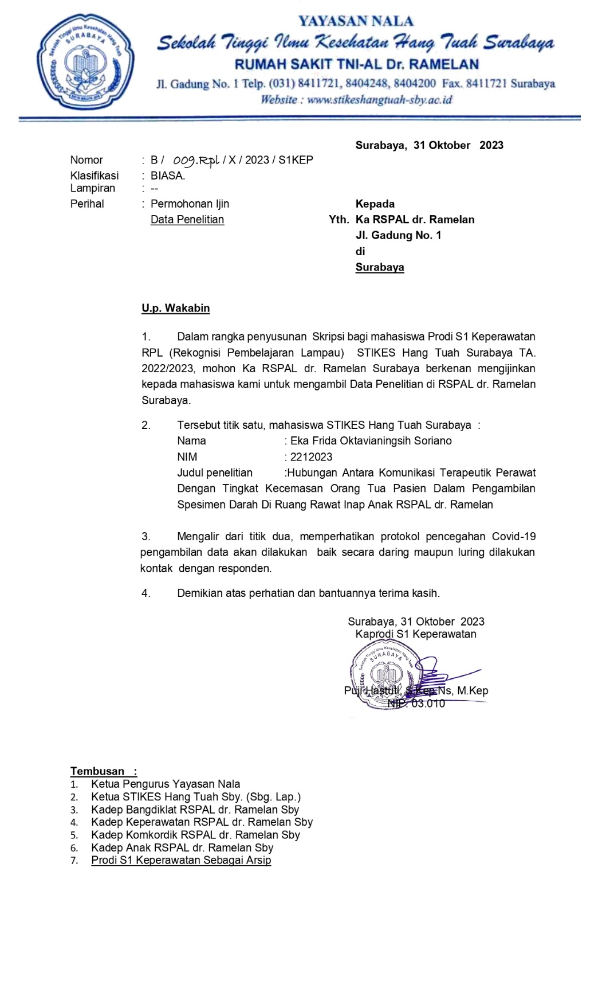 YAYASAN NALA
Sekolah Tinggi Ilmu Kesehatan Hang Tuah Surabaya
RUMAH SAKIT TNI-AL Dr. RAMELAN
Jl. Gadung No. 1 Telp. (031) 8411721, 8404248, 8404200 Fax. 8411721 Surabaya
Website : www.stikeshangtuah-sby.ac.id
Sekolah Tinggi Ilmu Kesehatan Hang Tuah
SURABAYA
Surabaya, 31 Oktober 2023
Nomor : B / 009.Rpl / X / 2023 / S1KEP
Klasifikasi : BIASA.
Lampiran : --
Perihal : Permohonan Ijin
Data Penelitian
Kepada
Yth. Ka RSPAL dr. Ramelan
Jl. Gadung No. 1
di
Surabaya
U.p. Wakabin
1. Dalam rangka penyusunan Skripsi bagi mahasiswa Prodi S1 Keperawatan
RPL (Rekognisi Pembelajaran Lampau) STIKES Hang Tuah Surabaya TA.
2022/2023, mohon Ka RSPAL dr. Ramelan Surabaya berkenan mengijinkan
kepada mahasiswa kami untuk mengambil Data Penelitian di RSPAL dr. Ramelan
Surabaya.
2. Tersebut titik satu, mahasiswa STIKES Hang Tuah Surabaya :
Nama : Eka Frida Oktavianingsih Soriano
NIM : 2212023
Judul penelitian :Hubungan Antara Komunikasi Terapeutik Perawat
Dengan Tingkat Kecemasan Orang Tua Pasien Dalam Pengambilan
Spesimen Darah Di Ruang Rawat Inap Anak RSPAL dr. Ramelan
3. Mengalir dari titik dua, memperhatikan protokol pencegahan Covid-19
pengambilan data akan dilakukan baik secara daring maupun luring dilakukan
kontak dengan responden.
4. Demikian atas perhatian dan bantuannya terima kasih.
Surabaya, 31 Oktober 2023
Kaprodi S1 Keperawatan
Sekolah Tinggi Ilmu Kesehatan Hang Tuah
SURABAYA
Puji Hastuti, S.Kep.Ns, M.Kep
NIP. 03.010
Tembusan :
1. Ketua Pengurus Yayasan Nala
2. Ketua STIKES Hang Tuah Sby. (Sbg. Lap.)
3. Kadep Bangdiklat RSPAL dr. Ramelan Sby
4. Kadep Keperawatan RSPAL dr. Ramelan Sby
5. Kadep Komkordik RSPAL dr. Ramelan Sby
6. Kadep Anak RSPAL dr. Ramelan Sby
7. Prodi S1 Keperawatan Sebagai Arsip